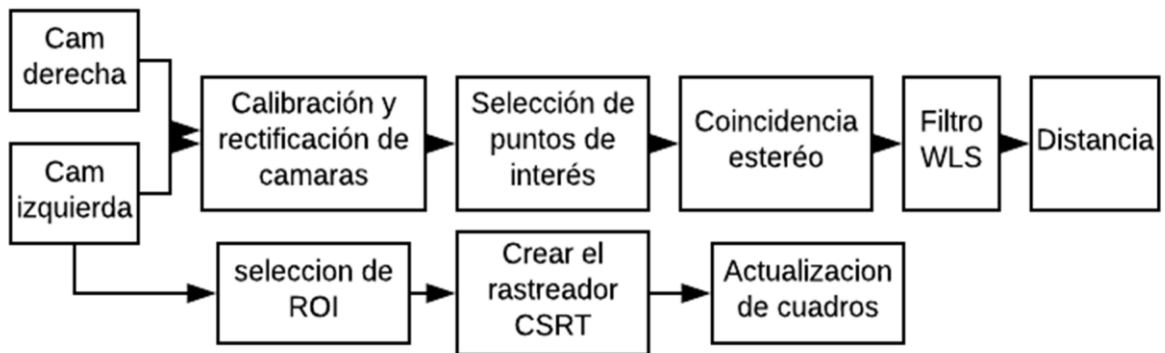 Cam
derecha
Cam
izquierda
Calibración y
rectificación de
camaras
Selección de
puntos de
interés
Coincidencia
esteréo
Filtro
WLS
Distancia
seleccion de
ROI
Crear el
rastreador
CSRT
Actualizacion
de cuadros